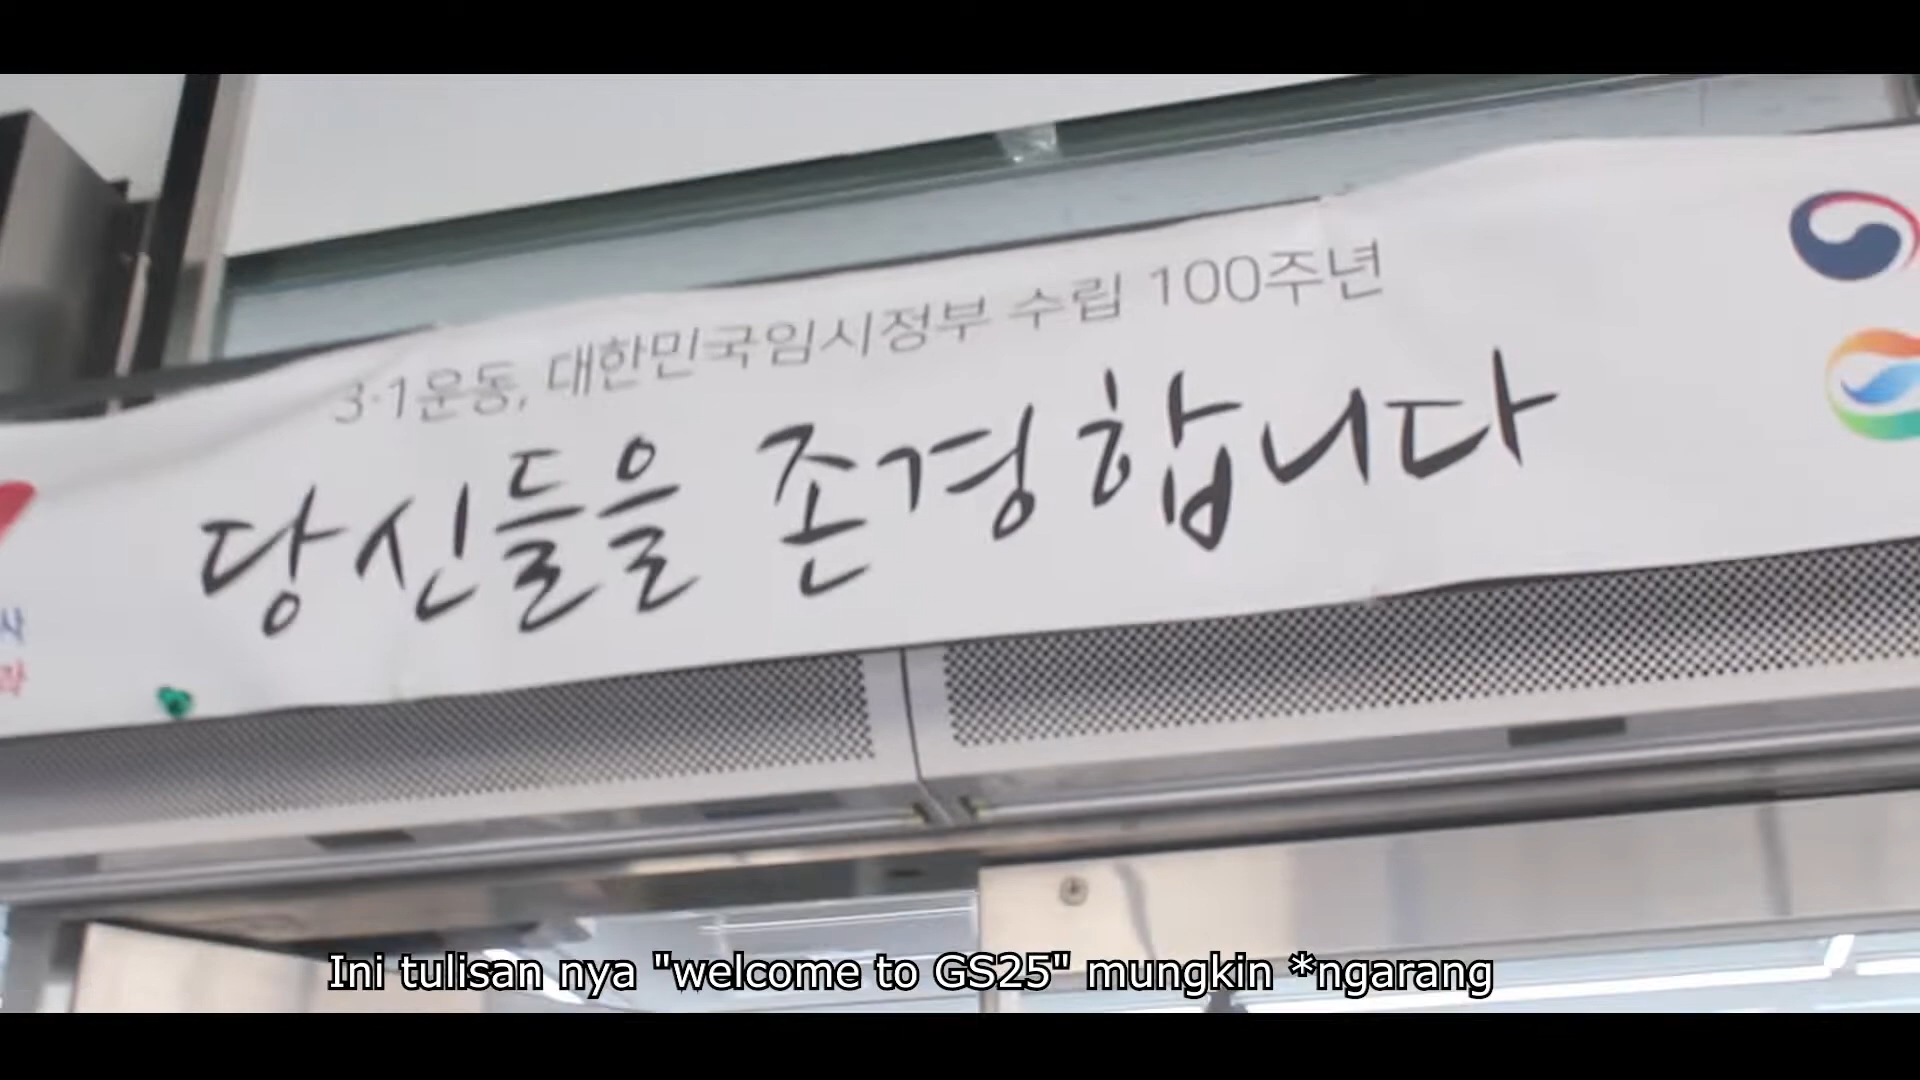 3·1운동, 대한민국임시정부 수립 100주년
당신들을 존경합니다
사
Ini tulisan nya "welcome to GS25" mungkin *ngarang